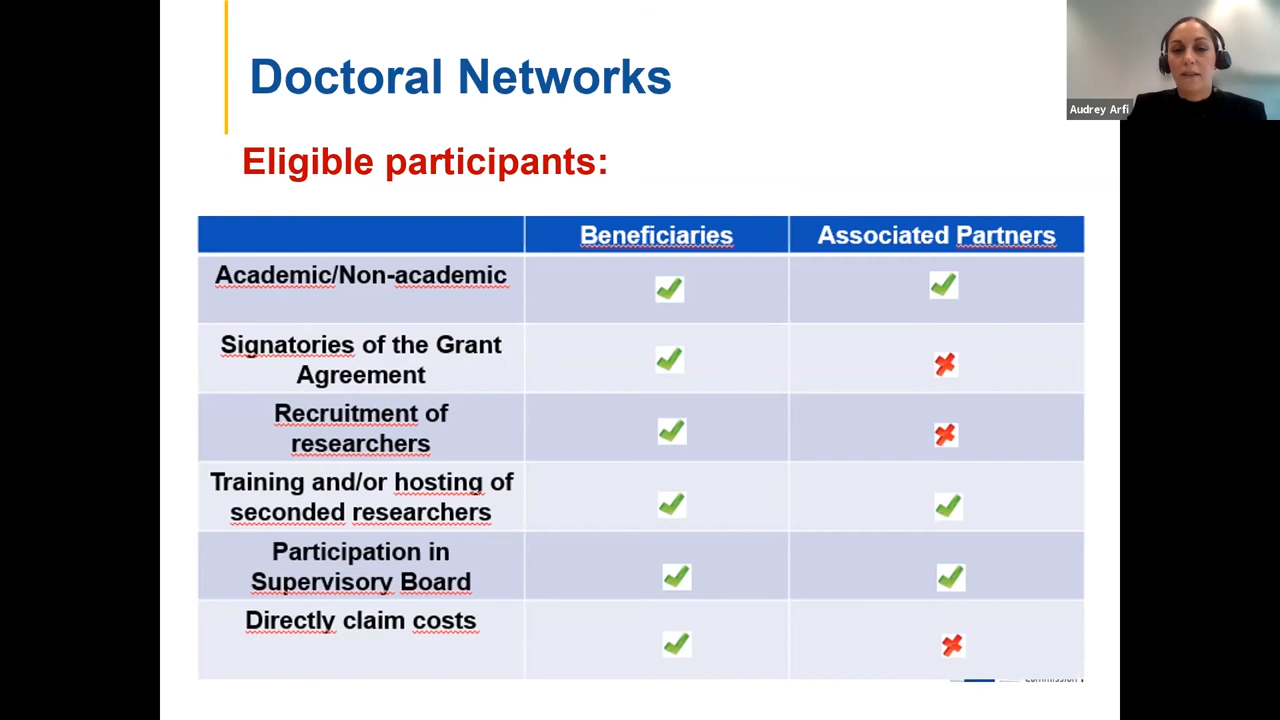 Doctoral Networks
Audrey Arfi
Eligible participants:
Beneficiaries Associated Partners
Academic/Non-academic
Signatories of the Grant
Agreement
Recruitment of
researchers
Training and/or hosting of
seconded researchers
Participation in
Supervisory Board
Directly claim costs